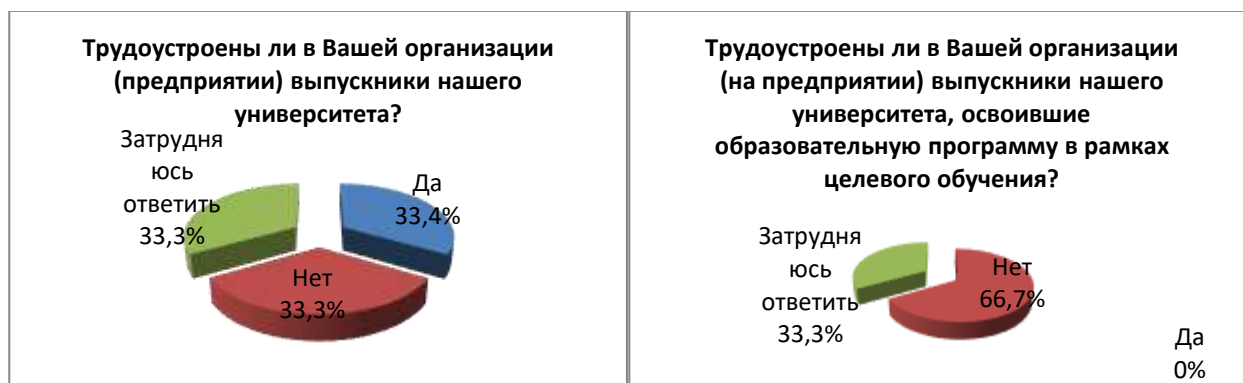 Трудоустроены ли в Вашей организации
(предприятии) выпускники нашего
университета?
Затрудня
юсь
ответить
33,3%
Да
33,4%
Нет
33,3%
Трудоустроены ли в Вашей организации
(на предприятии) выпускники нашего
университета, освоившие
образовательную программу в рамках
целевого обучения?
Затрудня
юсь
ответить
33,3%
Нет
66,7%
Да
0%